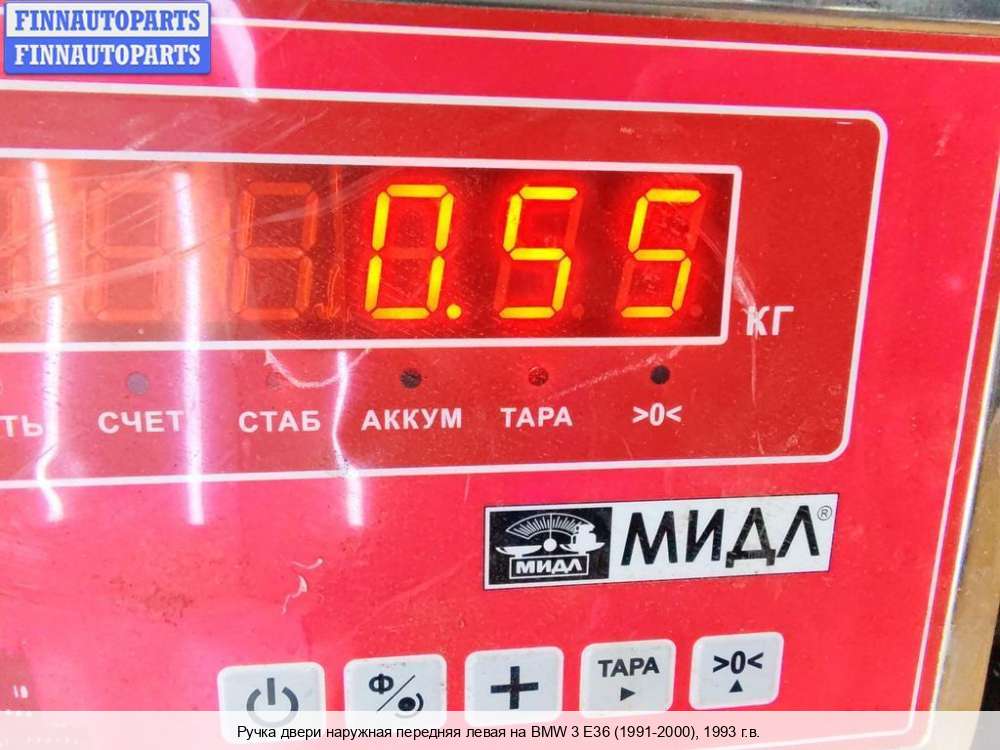 FINNAUTOPARTS
FINNAUTOPARTS
0.55
КГ
ТЬ СЧЕТ СТАБ АККУМ ТАРА >0<
МИДЛ МИДЛ®
Ф ТАРА >0<
Ручка двери наружная передняя левая на BMW 3 E36 (1991-2000), 1993 г.в.